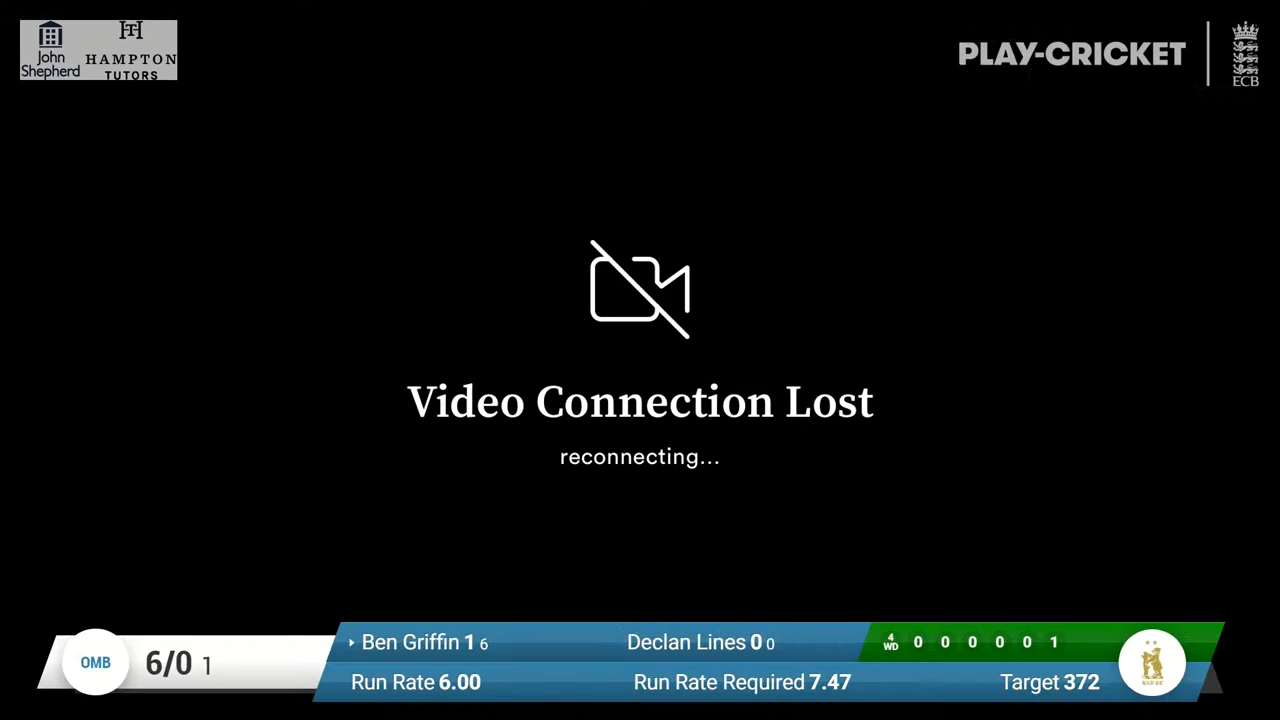 John
Shepherd
HAMPTON
TUTORS
PLAY-CRICKET
ECB
Video Connection Lost
reconnecting...
OMB
6/0 1
Ben Griffin 1 6
Declan Lines 0 0
4
WD 0 0 0 0 0 1
Run Rate 6.00
Run Rate Required 7.47
Target 372